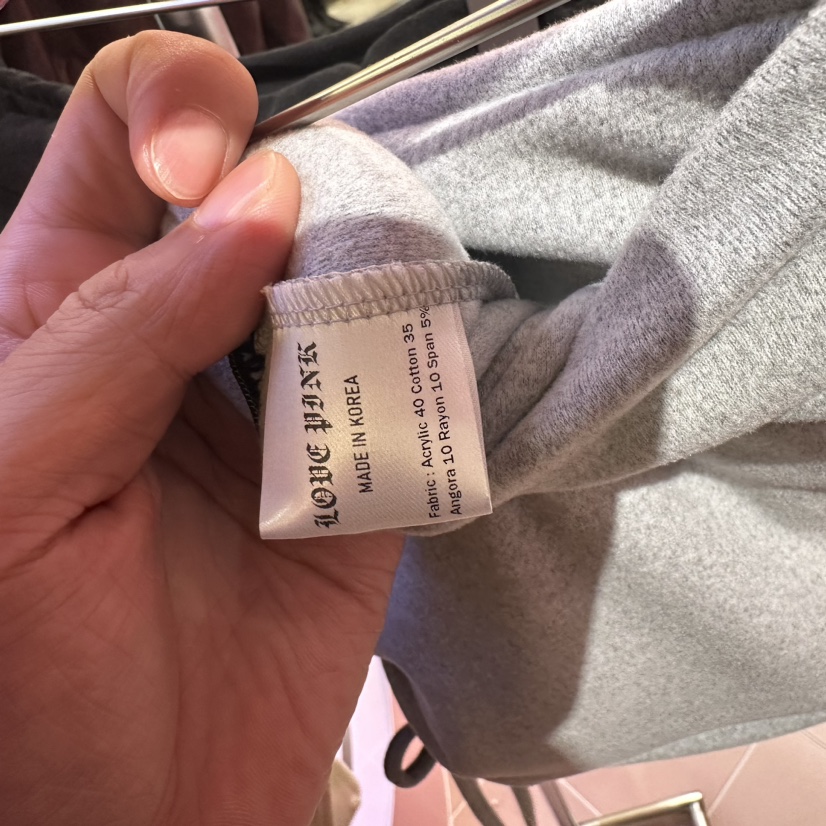 LOVE PINK
MADE IN KOREA
Fabric : Acrylic 40 Cotton 35
Angora 10 Rayon 10 Span 5%